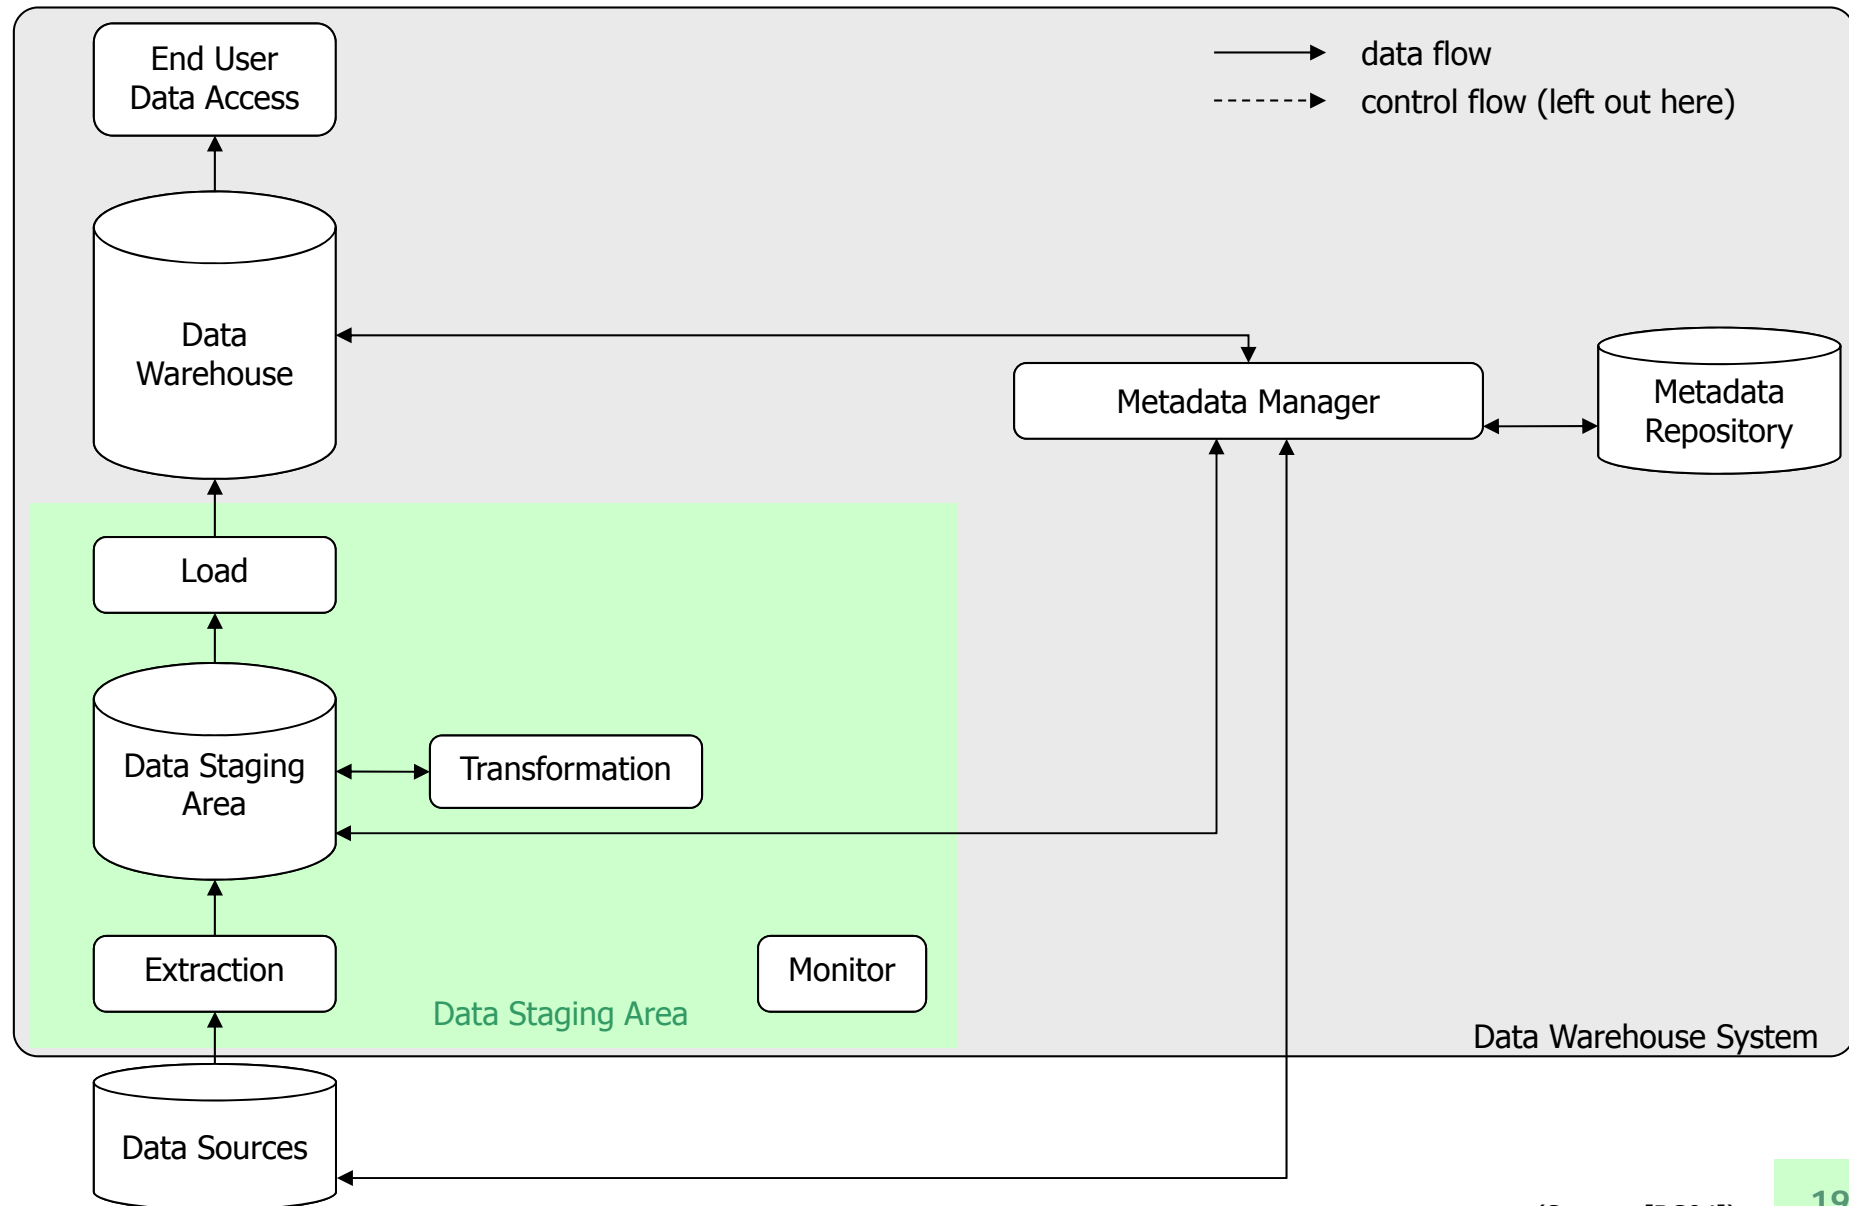 End User
Data Access
data flow
control flow (left out here)
Data
Warehouse
Metadata Manager
Metadata
Repository
Load
Data Staging
Area
Transformation
Extraction
Monitor
Data Staging Area
Data Warehouse System
Data Sources
19